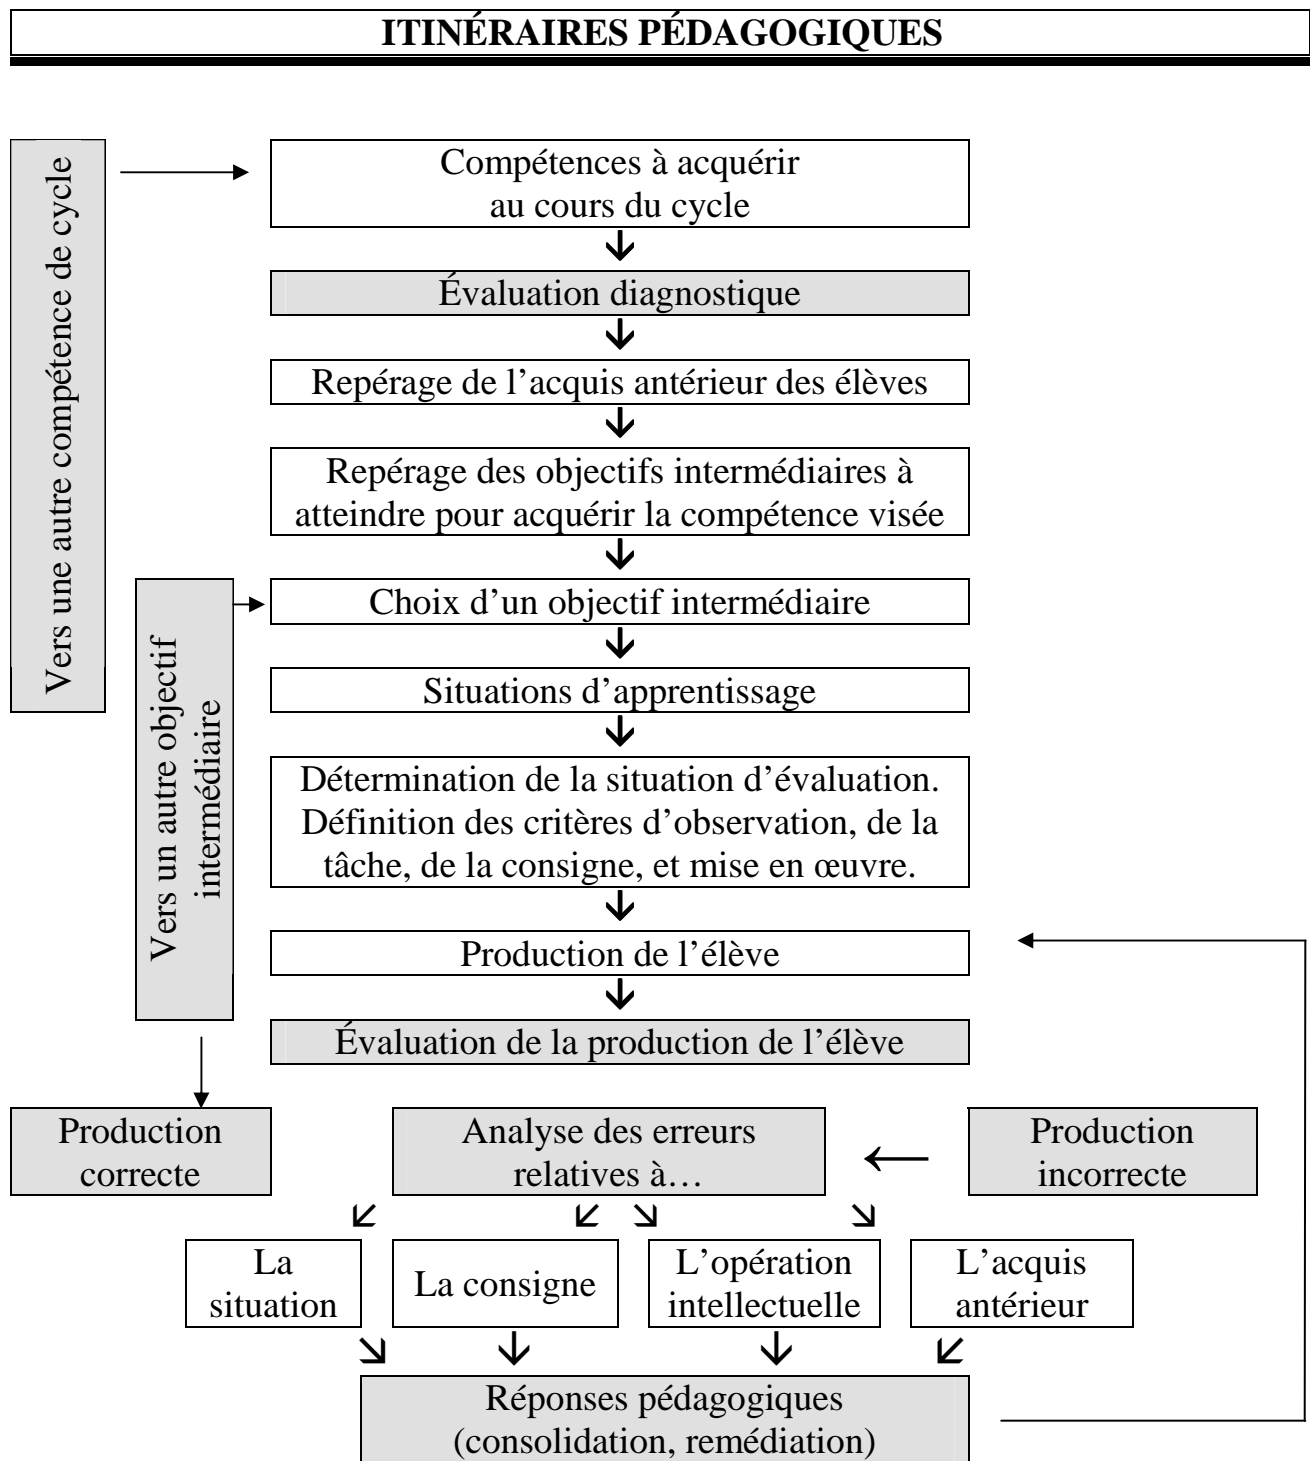 ITINÉRAIRES PÉDAGOGIQUES
Vers une autre compétence de cycle
Compétences à acquérir
au cours du cycle
Évaluation diagnostique
Repérage de l’acquis antérieur des élèves
Repérage des objectifs intermédiaires à
atteindre pour acquérir la compétence visée
Vers un autre objectif
intermédiaire
Choix d’un objectif intermédiaire
Situations d’apprentissage
Détermination de la situation d’évaluation.
Définition des critères d’observation, de la
tâche, de la consigne, et mise en œuvre.
Production de l’élève
Évaluation de la production de l’élève
Production
correcte
Analyse des erreurs
relatives à…
Production
incorrecte
La
situation
La consigne
L’opération
intellectuelle
L’acquis
antérieur
Réponses pédagogiques
(consolidation, remédiation)